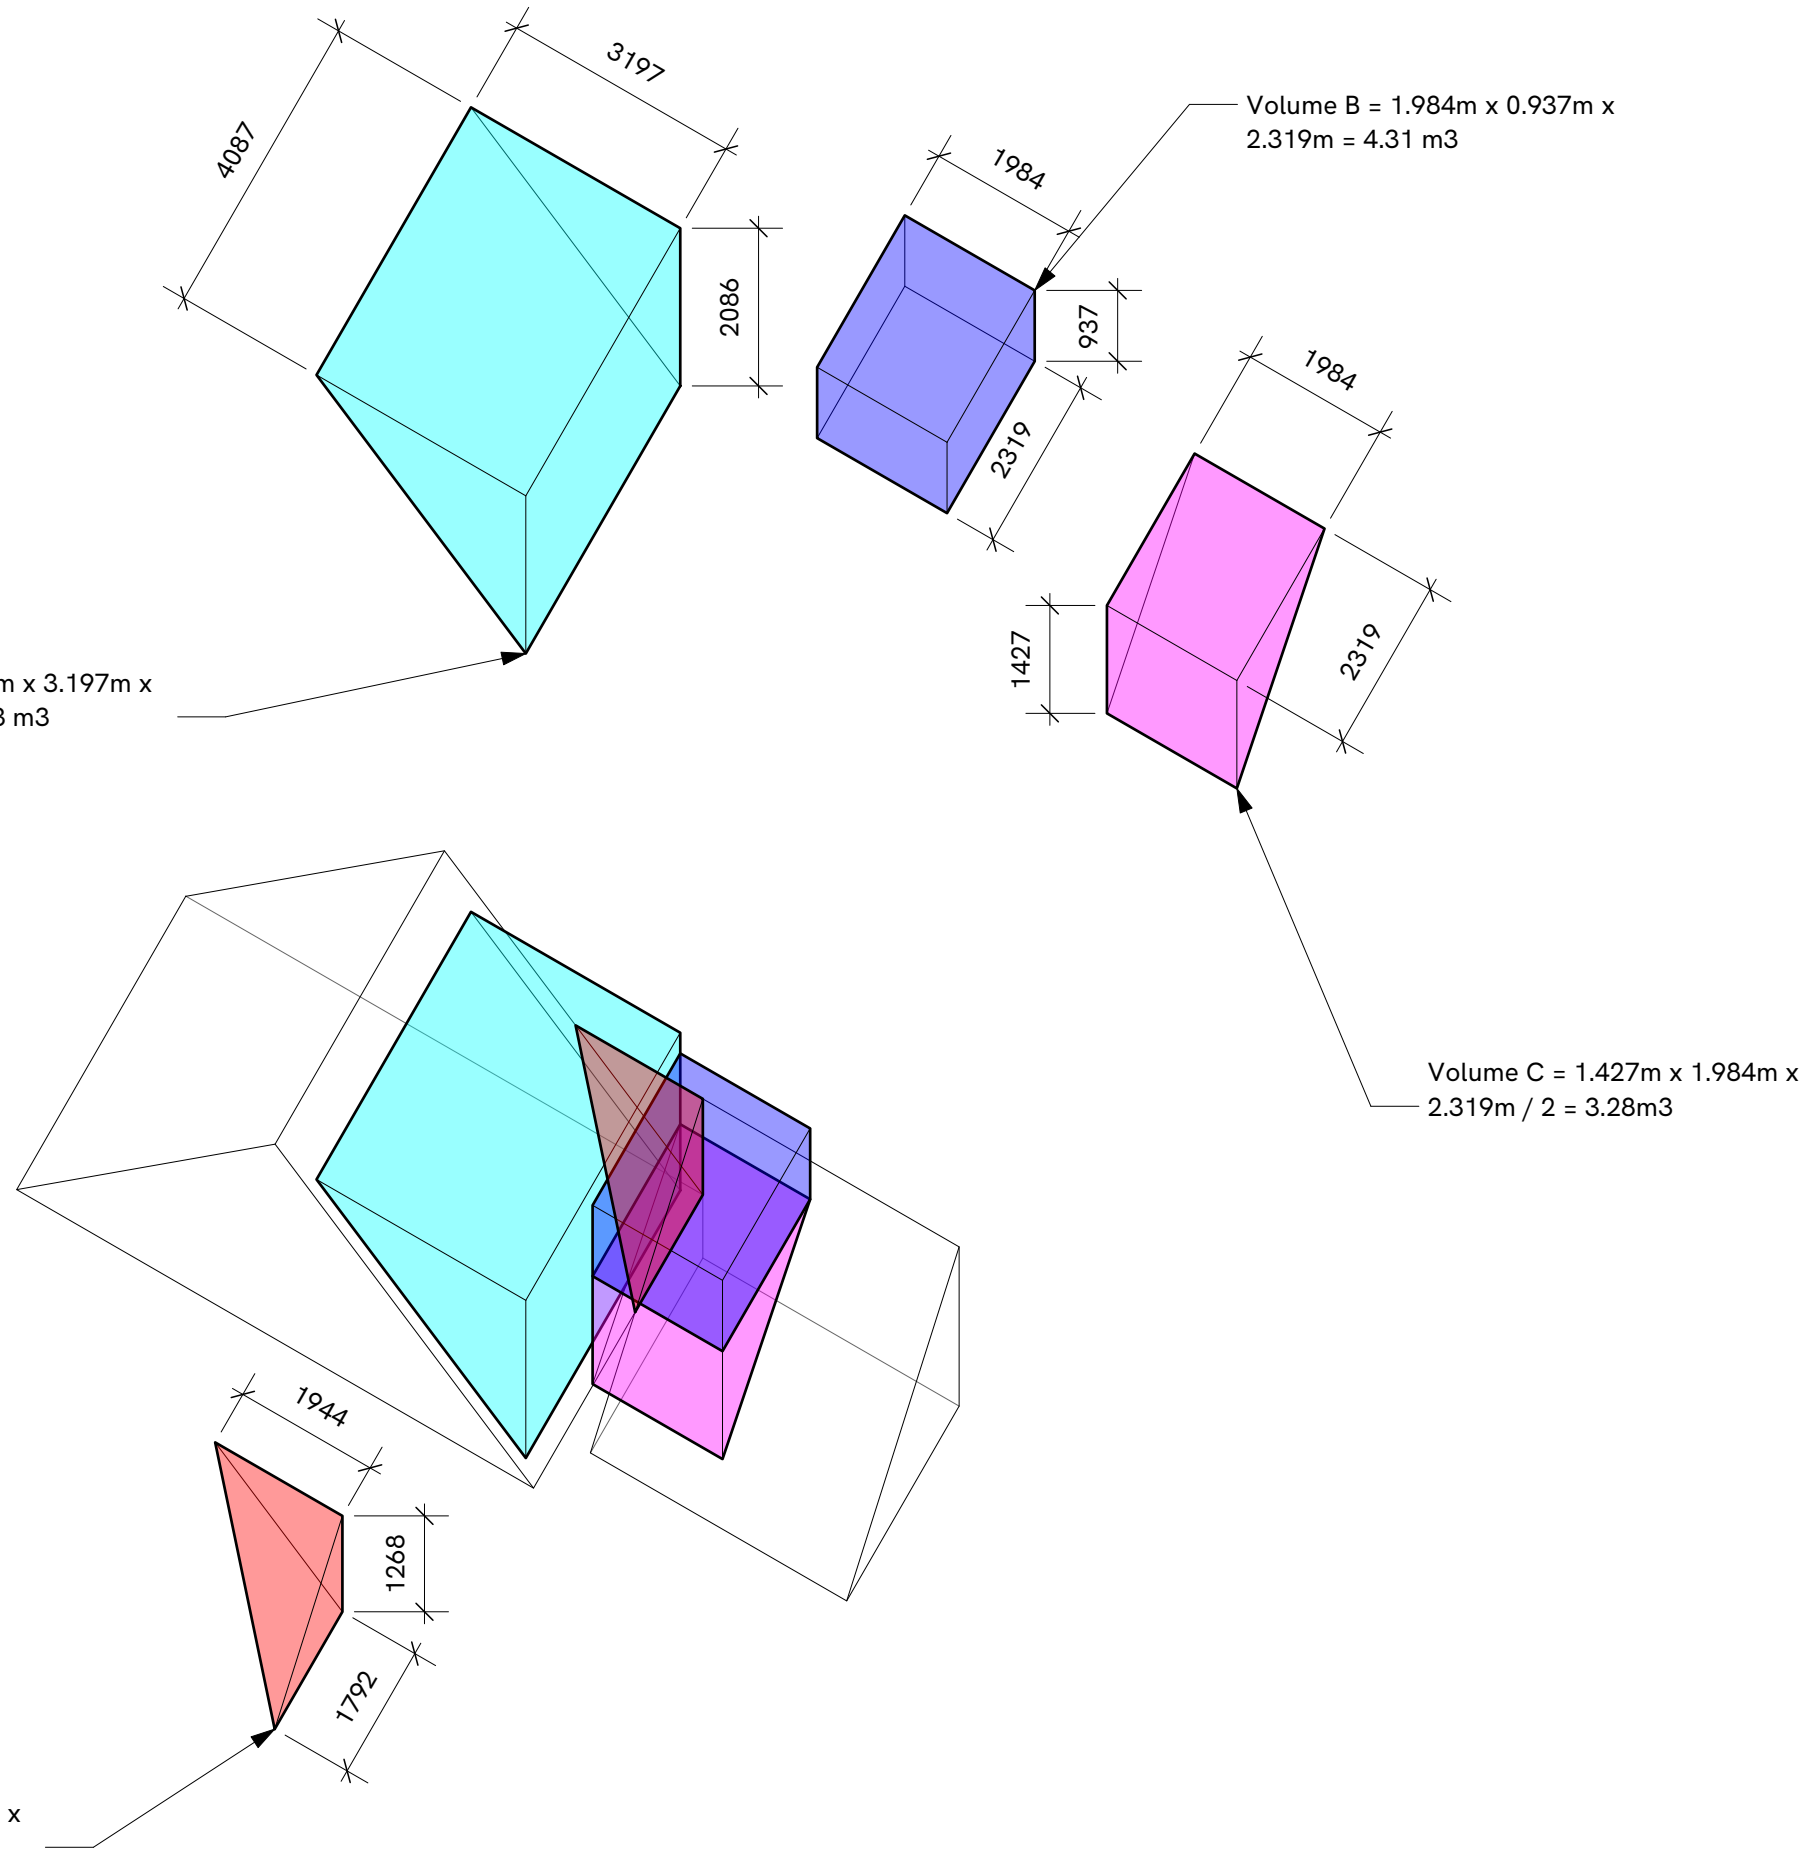 3197
4087
Volume B = 1.984m x 0.937m x
2.319m = 4.31 m3
1984
2086
937
2319
1984
1427
2319
m x 3.197m x
3 m3
Volume C = 1.427m x 1.984m x
2.319m / 2 = 3.28m3
1944
1268
1792
x